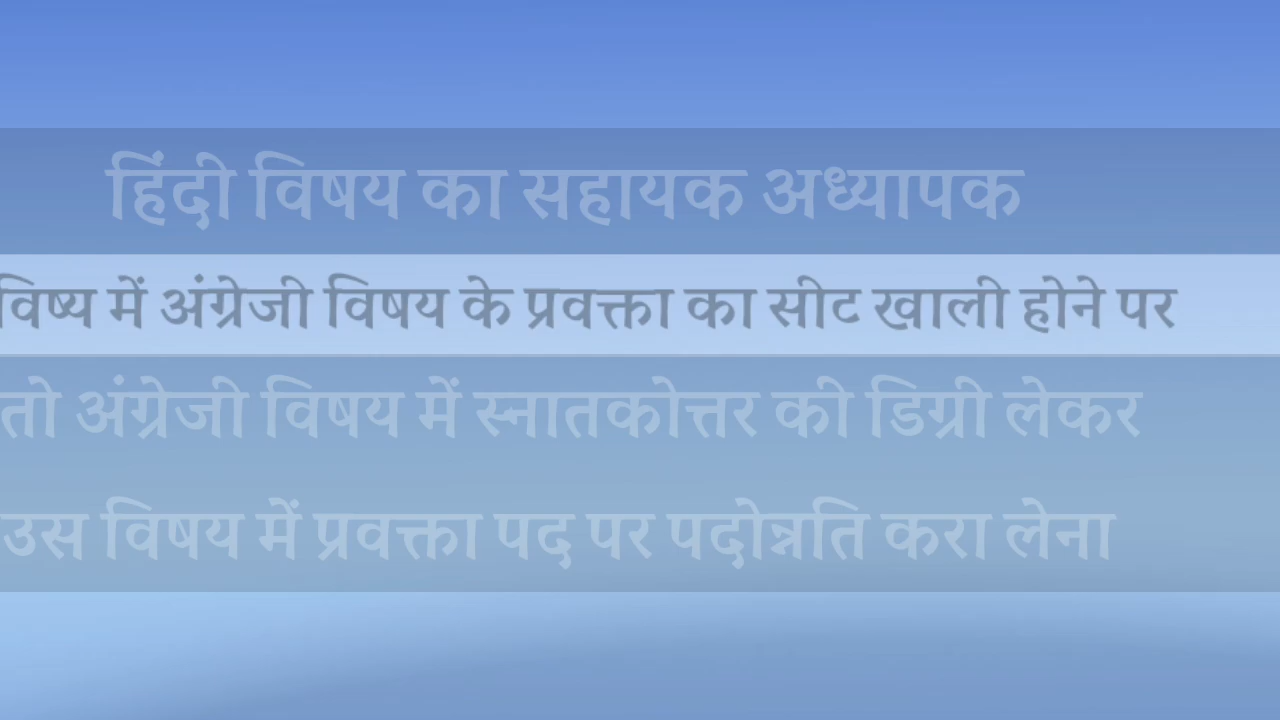 हिंदी विषय का सहायक अध्यापक
में अंग्रेजी विषय के प्रवक्ता का सीट खाली होने पर
तो अंग्रेजी विषय में स्नातकोत्तर की डिग्री लेकर
उस विषय में प्रवक्ता पद पर पदोन्नति करा लेना